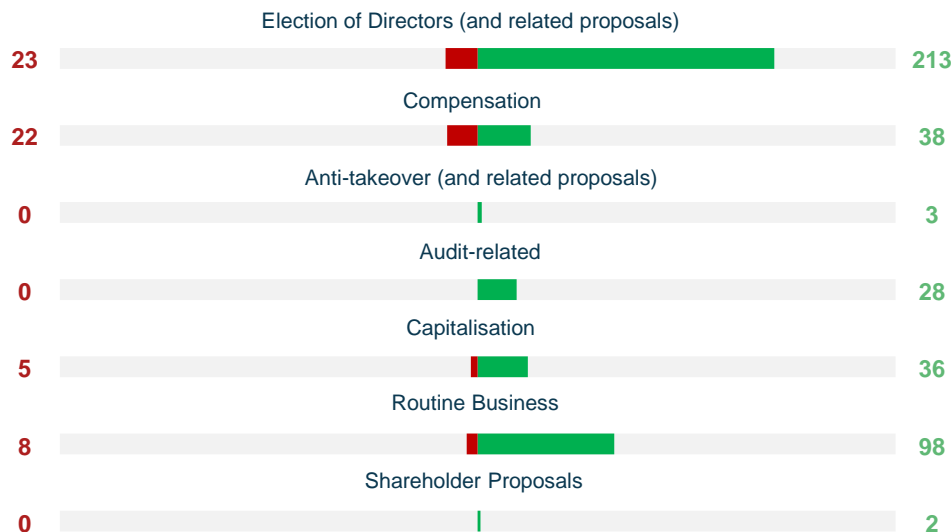 Election of Directors (and related proposals)
23 213
Compensation
22 38
Anti-takeover (and related proposals)
0 3
Audit-related
0 28
Capitalisation
5 36
Routine Business
8 98
Shareholder Proposals
0 2